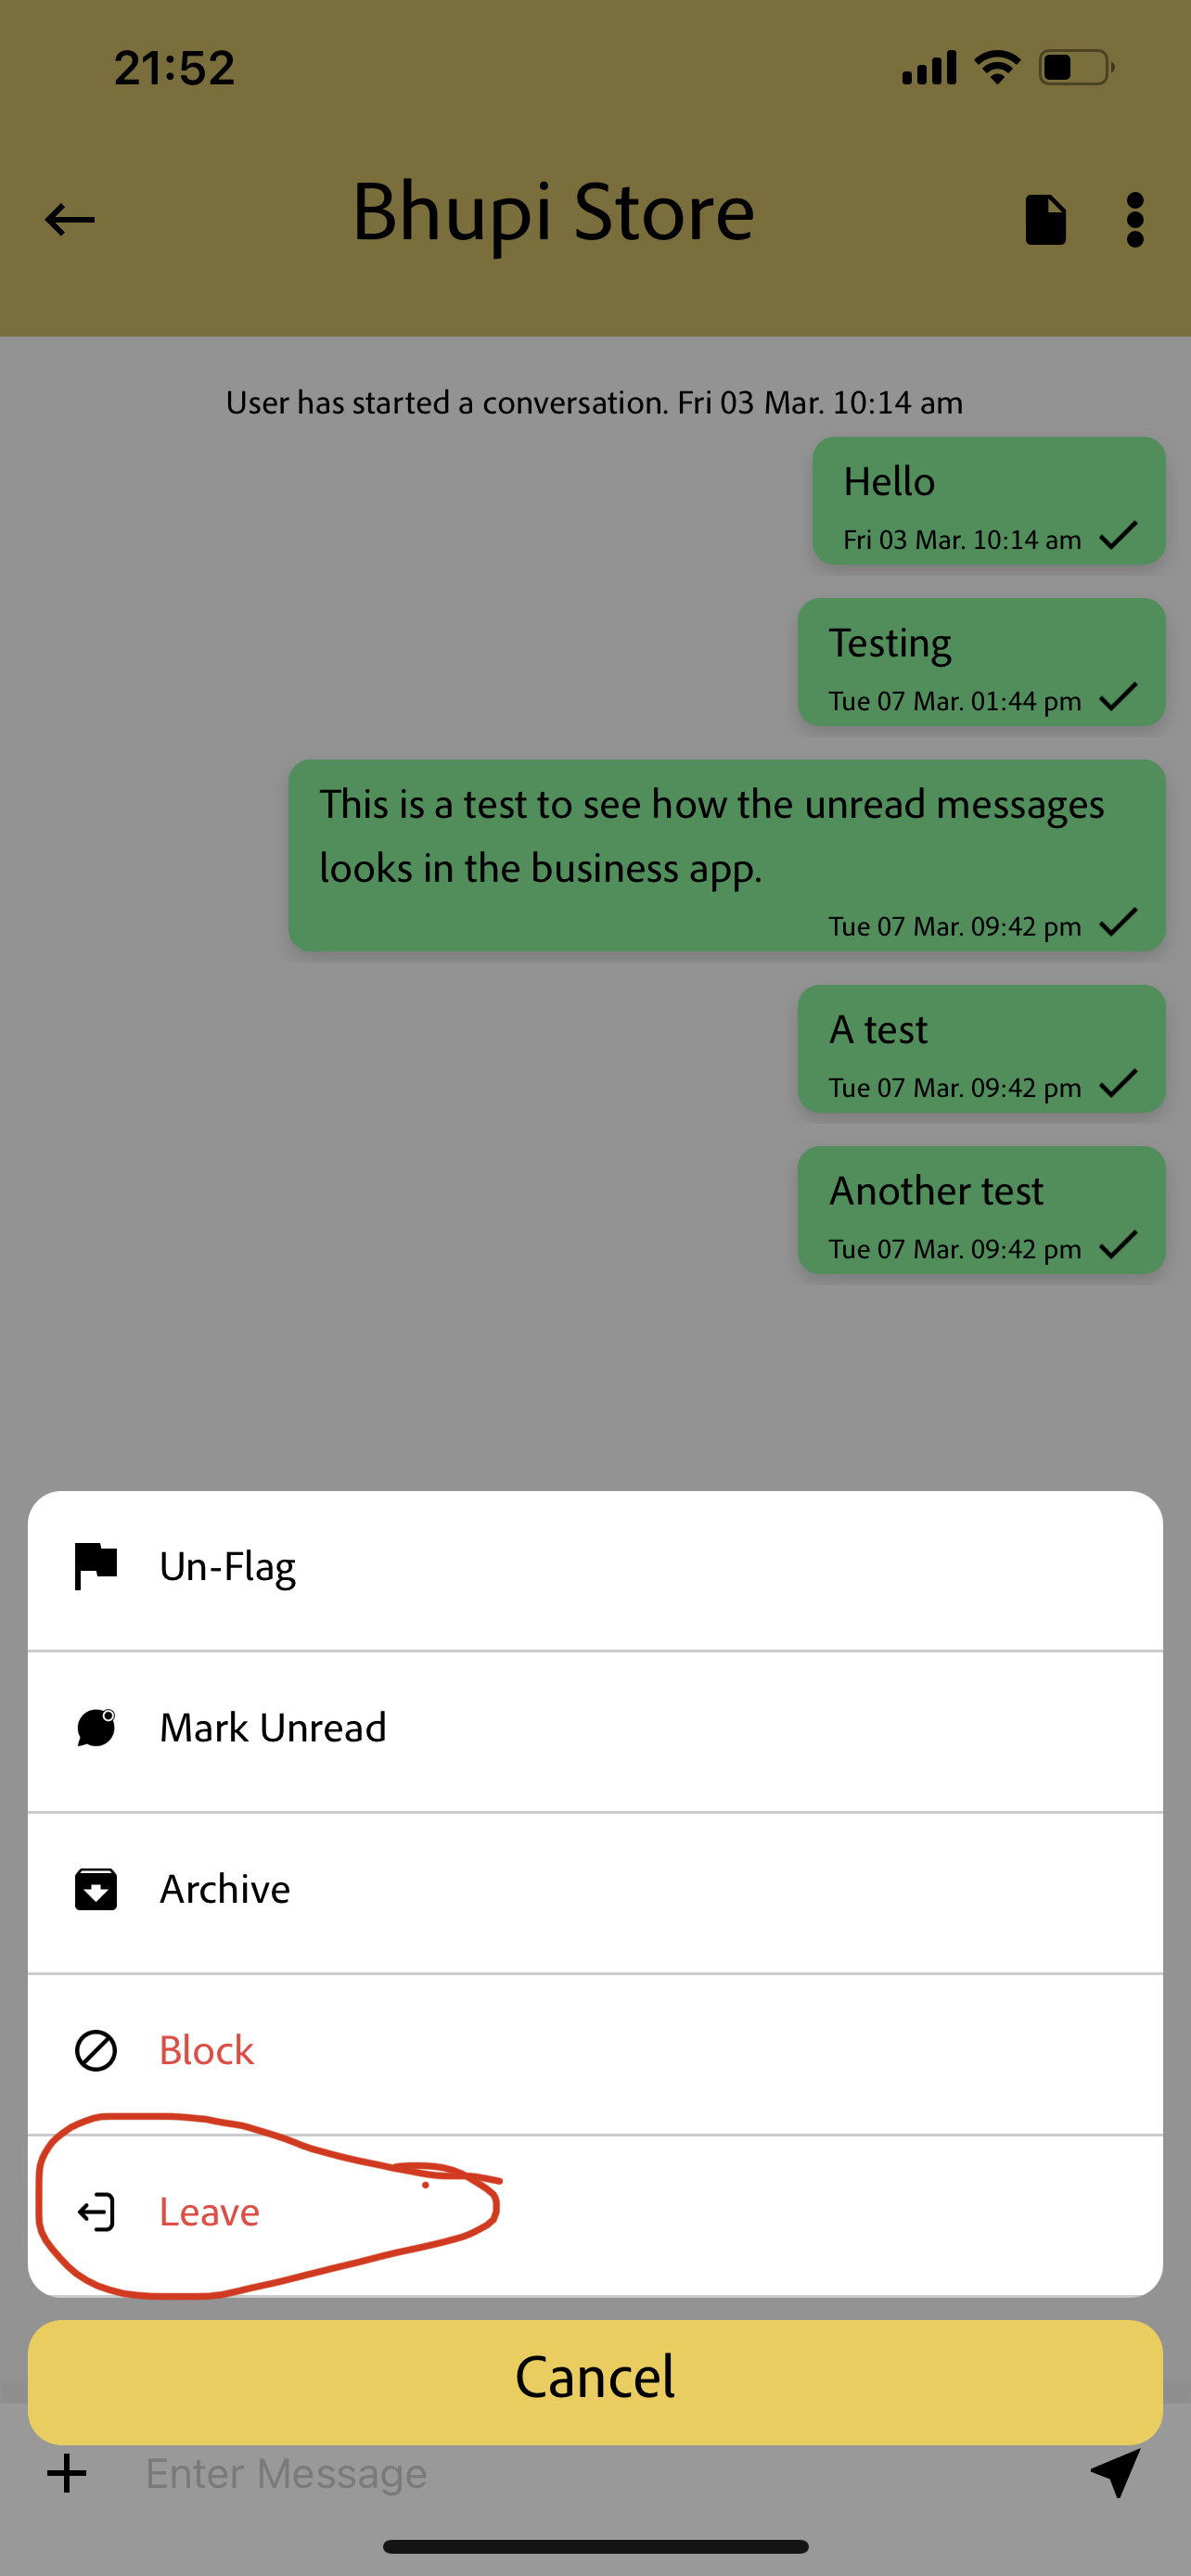 21:52
Bhupi Store
User has started a conversation. Fri 03 Mar. 10:14 am
Hello
Fri 03 Mar. 10:14 am
Testing
Tue 07 Mar. 01:44 pm
This is a test to see how the unread messages
looks in the business app.
Tue 07 Mar. 09:42 pm
A test
Tue 07 Mar. 09:42 pm
Another test
Tue 07 Mar. 09:42 pm
Un-Flag
Mark Unread
Archive
Block
Leave
Cancel
Enter Message